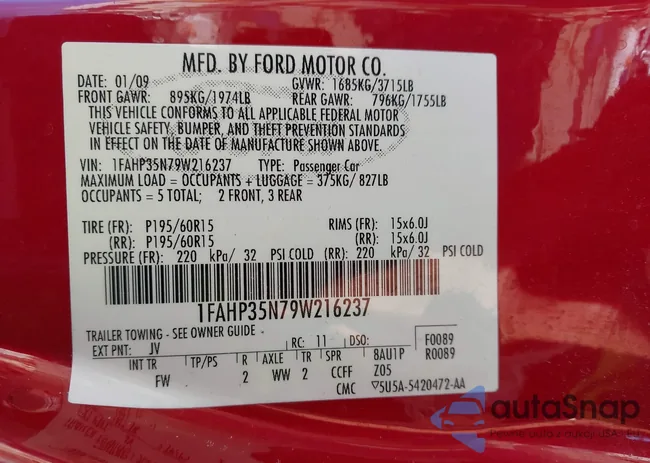 MFD. BY FORD MOTOR CO.
DATE: 01/09 GVWR: 1685KG/3715LB
FRONT GAWR: 895KG/1974LB REAR GAWR: 796KG/1755LB
THIS VEHICLE CONFORMS TO ALL APPLICABLE FEDERAL MOTOR
VEHICLE SAFETY, BUMPER, AND THEFT PREVENTION STANDARDS
IN EFFECT ON THE DATE OF MANUFACTURE SHOWN ABOVE.
VIN: 1FAHP35N79W216237 TYPE: Passenger Car
MAXIMUM LOAD = OCCUPANTS + LUGGAGE = 375KG/827LB
OCCUPANTS = 5 TOTAL; 2 FRONT, 3 REAR
TIRE (FR): P195/60R15 RIMS (FR): 15x6.0J
(RR): P195/60R15 (RR): 15x6.0J
PRESSURE (FR): 220 kPa/ 32 PSI COLD (RR): 220 kPa/ 32 PSI COLD
1FAHP35N79W216237
TRAILER TOWING - SEE OWNER GUIDE -
EXT PNT: JV RC: 11 DSO: F0089
R0089
INT TR TP/PS R AXLE TR SPR 8AU1P
FW 2 WW 2 CCFF Z05
CMC 5U5A-5420472-AA
autaSnap